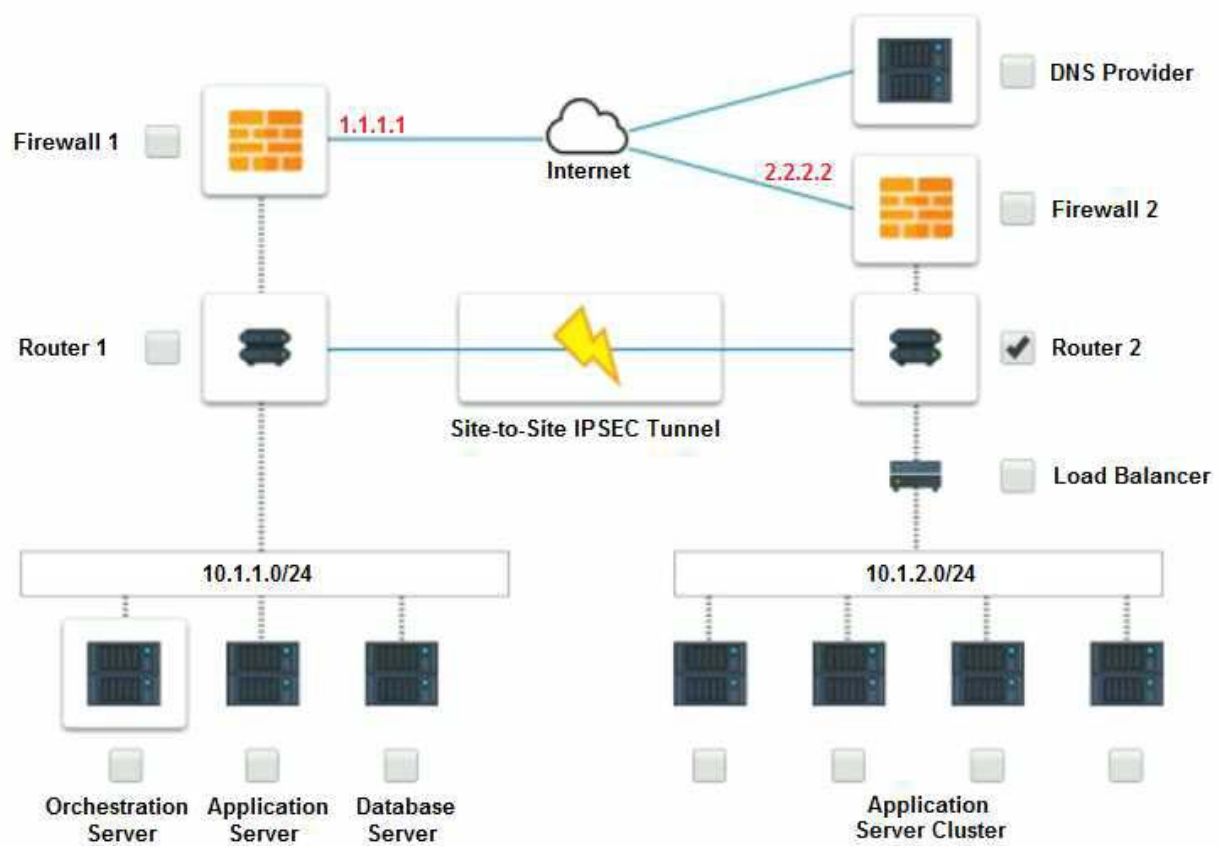 DNS Provider
Firewall 1
1.1.1.1
Internet
2.2.2.2
Firewall 2
Router 1
Router 2
Site-to-Site IPSEC Tunnel
Load Balancer
10.1.1.0/24
10.1.2.0/24
Orchestration
Server
Application
Server
Database
Server
Application
Server Cluster